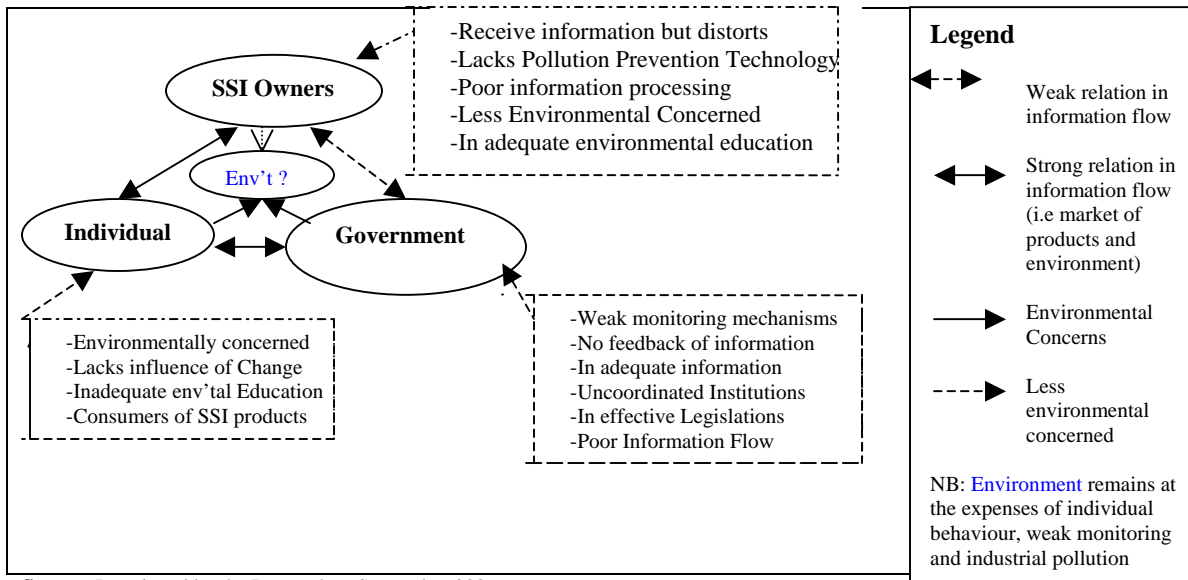 -Receive information but distorts
-Lacks Pollution Prevention Technology
-Poor information processing
-Less Environmental Concerned
-In adequate environmental education
SSI Owners
Env't ?
Individual
Government
-Environmentally concerned
-Lacks influence of Change
-Inadequate env'tal Education
-Consumers of SSI products
-Weak monitoring mechanisms
-No feedback of information
-In adequate information
-Uncoordinated Institutions
-In effective Legislations
-Poor Information Flow
Legend
Weak relation in
information flow
Strong relation in
information flow
(i.e market of
products and
environment)
Environmental
Concerns
Less
environmental
concerned
NB: Environment remains at
the expenses of individual
behaviour, weak monitoring
and industrial pollution